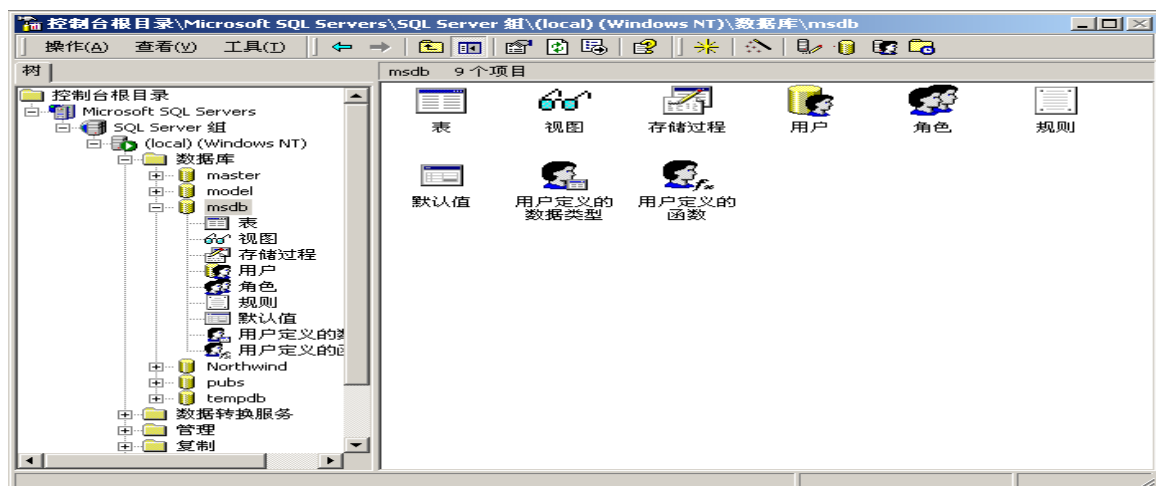 控制台根目录\Microsoft SQL Servers\SQL Server 组\(local) (Windows NT)\数据库\msdb
操作(A) 查看(V) 工具(T)
树
msdb 9 个项目
控制台根目录
Microsoft SQL Servers
SQL Server 组
(local) (Windows NT)
数据库
master
model
msdb
表
视图
存储过程
用户
角色
规则
默认值
用户定义的数
用户定义的函
Northwind
pubs
tempdb
数据转换服务
管理
复制
表 视图 存储过程 用户 角色 规则
默认值 用户定义的 用户定义的
数据类型 函数